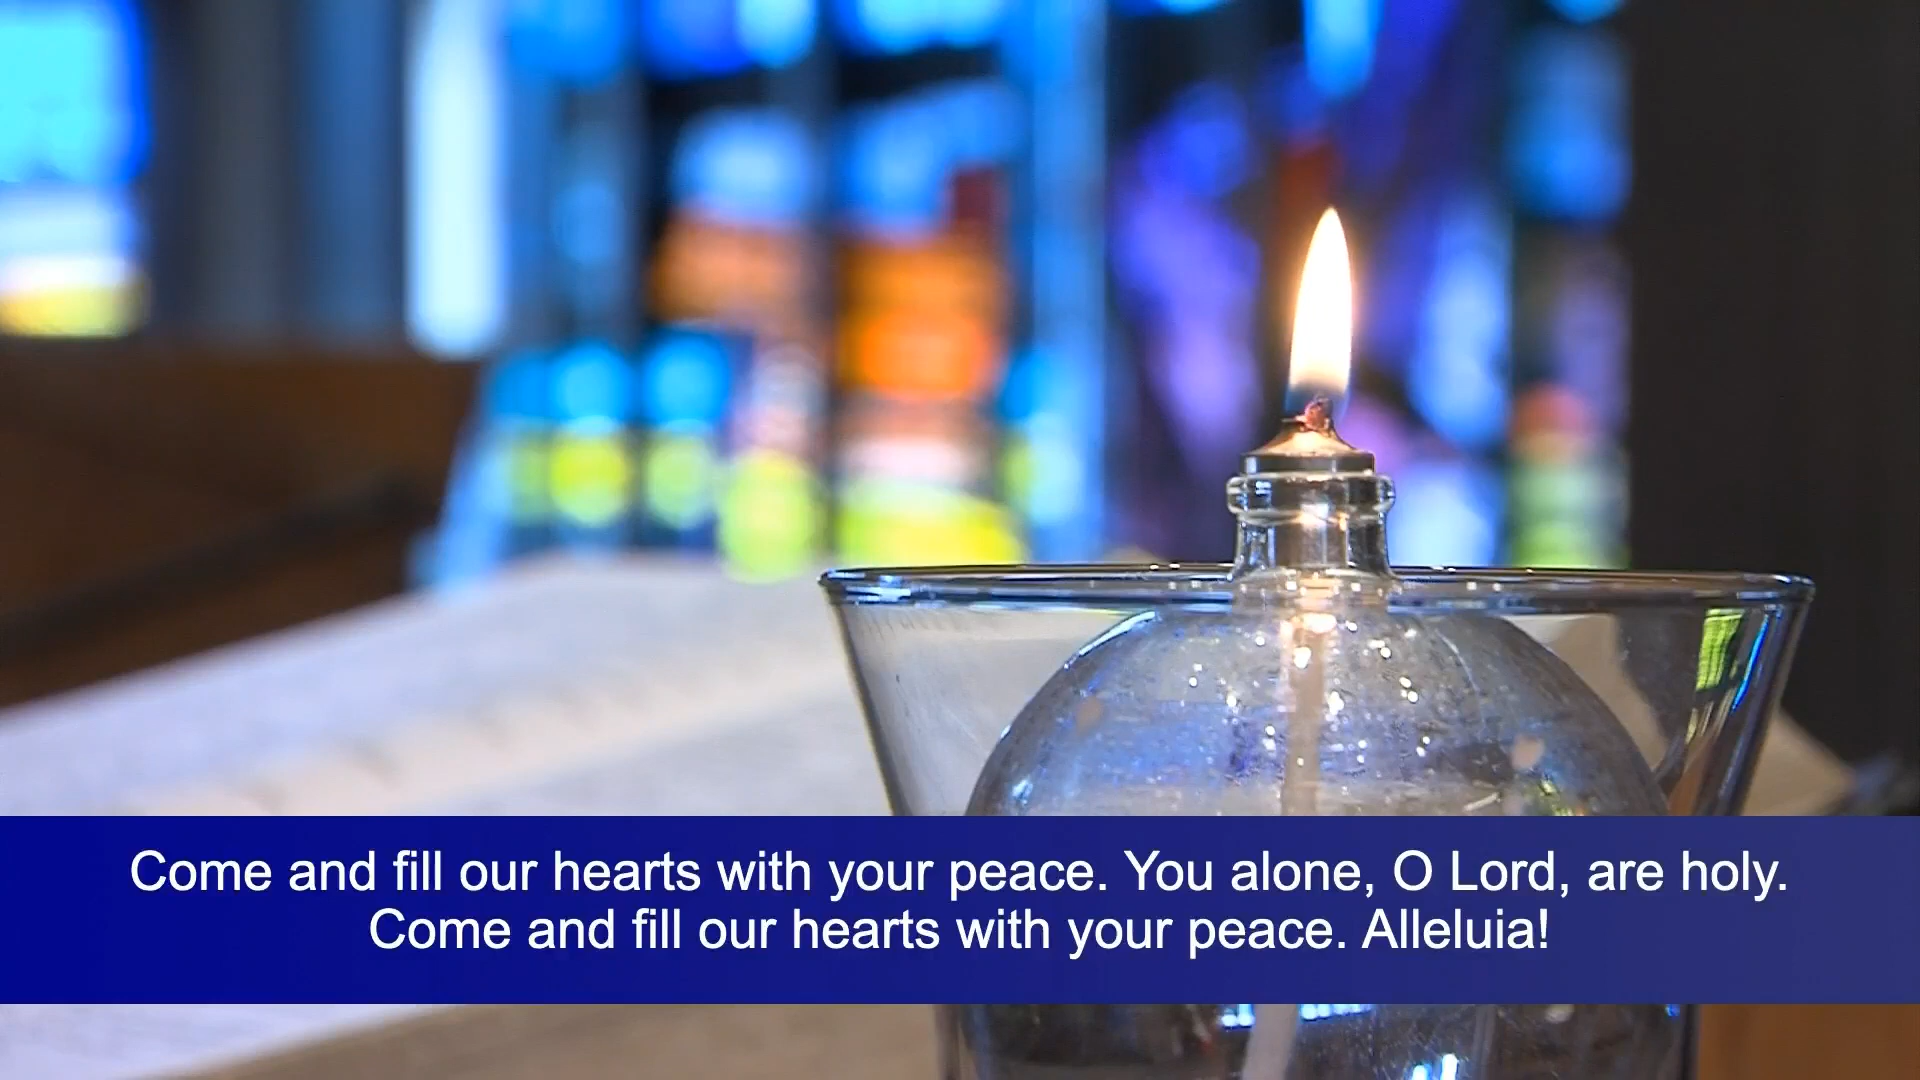 Come and fill our hearts with your peace. You alone, O Lord, are holy.
Come and fill our hearts with your peace. Alleluia!